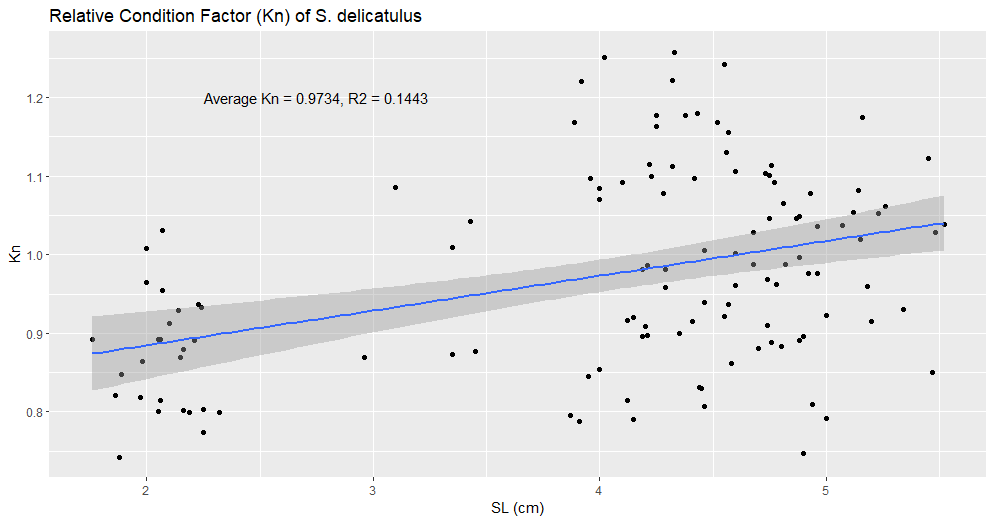 Relative Condition Factor (Kn) of S. delicatulus
Average Kn = 0.9734, R2 = 0.1443
1.2
1.1
1.0
0.9
0.8
Kn
2 3 4 5
SL (cm)